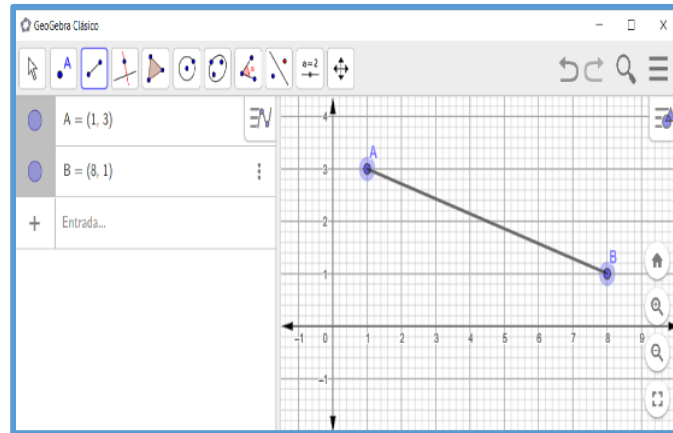 GeoGebra Clásico
A
a=2
A = (1, 3)
B = (8, 1)
Entrada...
4
3
2
1
-1
-1 0 1 2 3 4 5 6 7 8 9
A
B